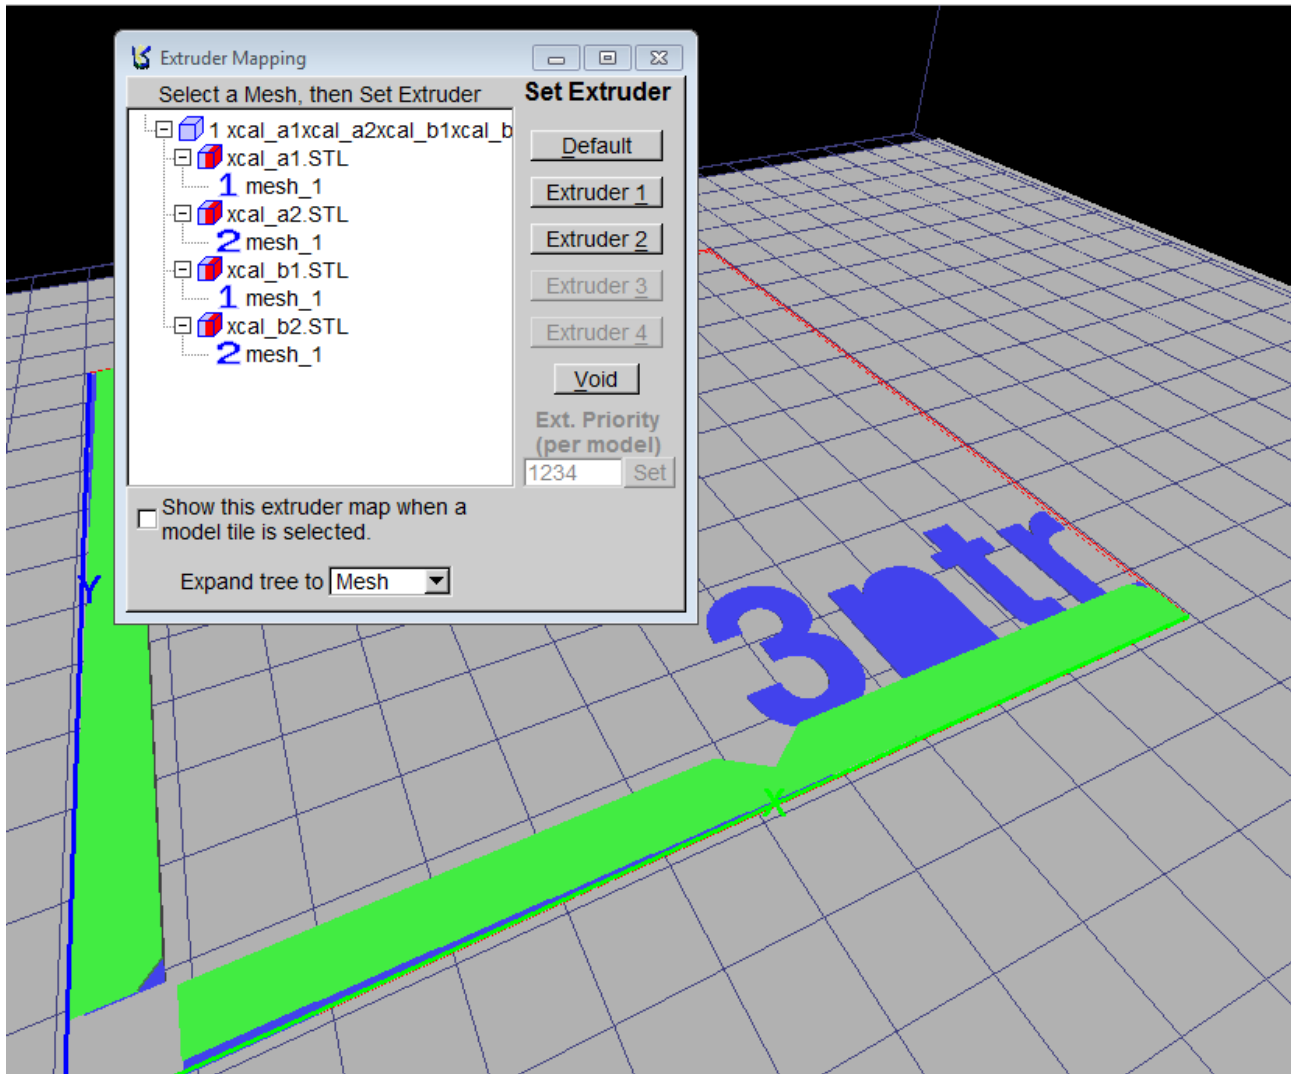 Extruder Mapping
Select a Mesh, then Set Extruder
Set Extruder
1 xcal_a1xcal_a2xcal_b1xcal_b
xcal_a1.STL
1 mesh_1
xcal_a2.STL
2 mesh_1
xcal_b1.STL
1 mesh_1
xcal_b2.STL
2 mesh_1
Default
Extruder 1
Extruder 2
Extruder 3
Extruder 4
Void
Ext. Priority
(per model)
1234
Set
Show this extruder map when a
model tile is selected.
Expand tree to
Mesh
Y
3ntr
X